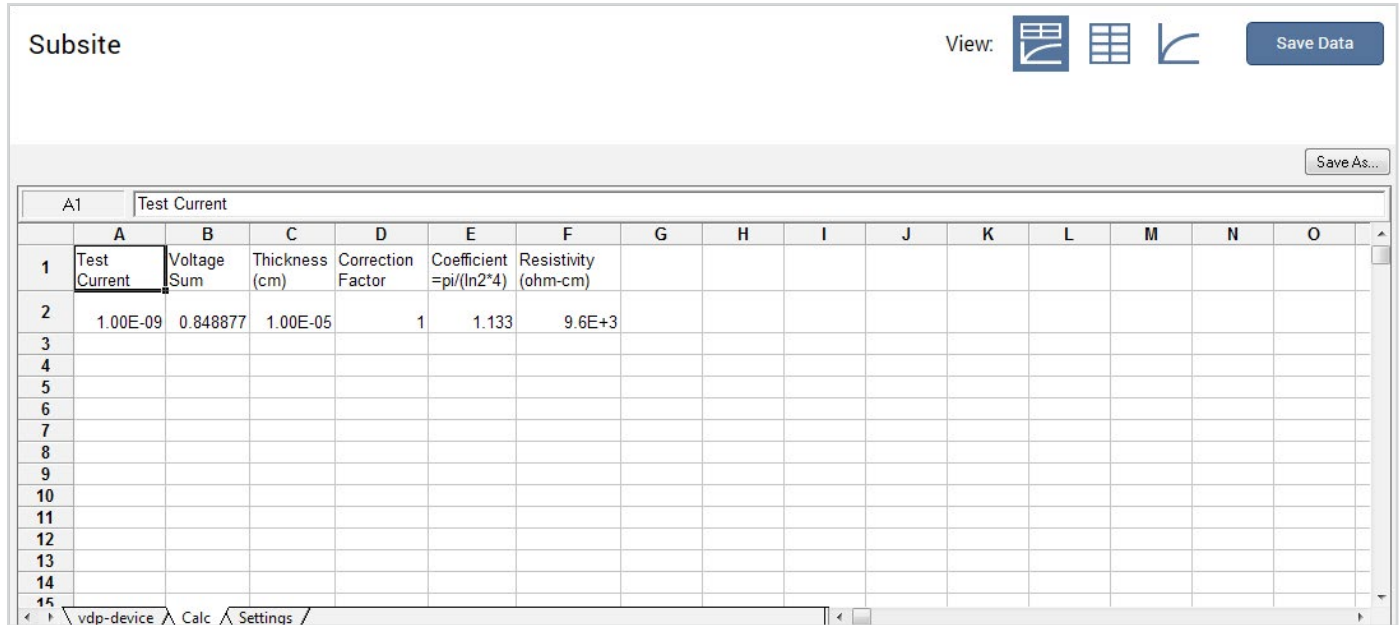 Subsite
View:
Save Data
Save As...
A1 Test Current
A B C D E F G H I J K L M N O
1 Test Current Voltage Sum Thickness (cm) Correction Factor Coefficient =pi/(ln2*4) Resistivity (ohm-cm)
2 1.00E-09 0.848877 1.00E-05 1 1.133 9.6E+3
3
4
5
6
7
8
9
10
11
12
13
14
15
vdp-device Calc Settings